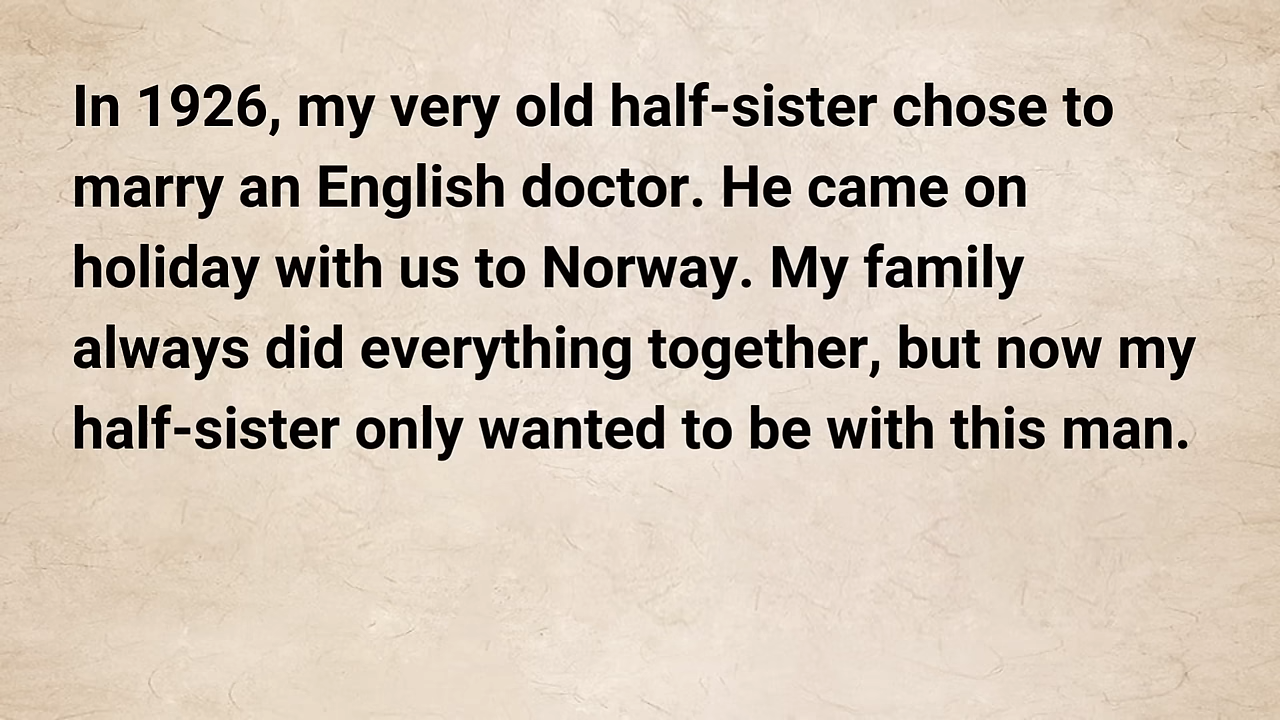 In 1926, my very old half-sister chose to
marry an English doctor. He came on
holiday with us to Norway. My family
always did everything together, but now my
half-sister only wanted to be with this man.